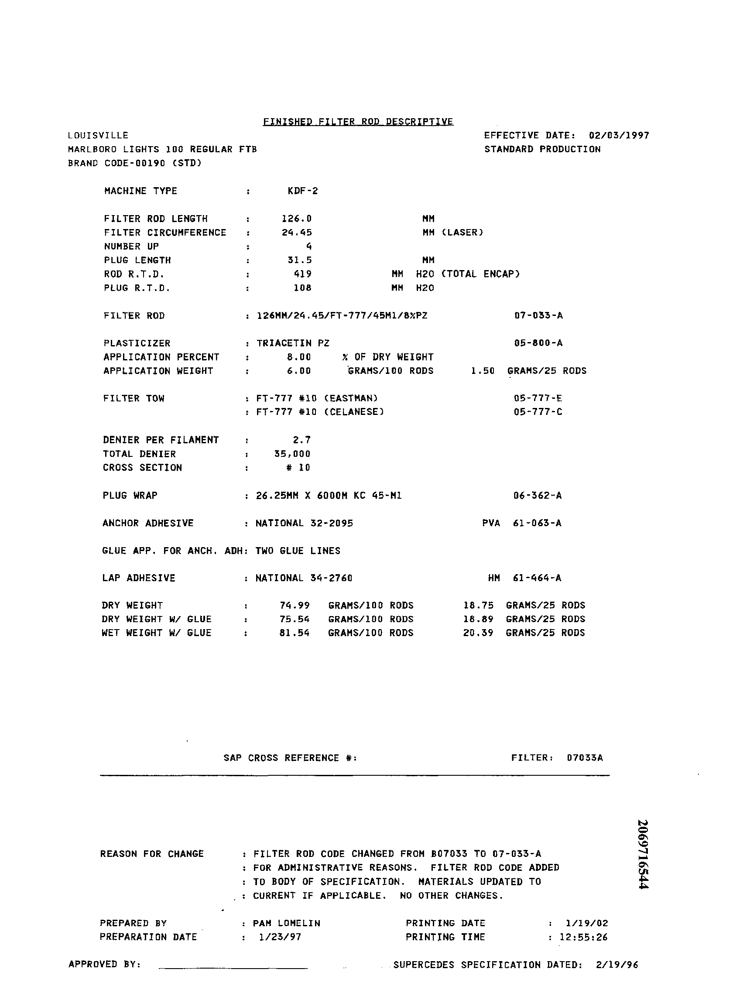 FINISHED FILTER ROD DESCRIPTIVE
LOUISVILLE EFFECTIVE DATE: 02/03/1997
MARLBORO LIGHTS 100 REGULAR FTB STANDARD PRODUCTION
BRAND CODE-00190 (STD)
MACHINE TYPE : KDF-2
FILTER ROD LENGTH : 126.0 MM
FILTER CIRCUMFERENCE : 24.45 MM (LASER)
NUMBER UP : 4
PLUG LENGTH : 31.5 MM
ROD R.T.D. : 419 MM H2O (TOTAL ENCAP)
PLUG R.T.D. : 108 MM H2O
FILTER ROD : 126MM/24.45/FT-777/45M1/8%PZ 07-033-A
PLASTICIZER : TRIACETIN PZ 05-800-A
APPLICATION PERCENT : 8.00 % OF DRY WEIGHT
APPLICATION WEIGHT : 6.00 GRAMS/100 RODS 1.50 GRAMS/25 RODS
FILTER TOW : FT-777 #10 (EASTMAN) 05-777-E
: FT-777 #10 (CELANESE) 05-777-C
DENIER PER FILAMENT : 2.7
TOTAL DENIER : 35,000
CROSS SECTION : # 10
PLUG WRAP : 26.25MM X 6000M KC 45-M1 06-362-A
ANCHOR ADHESIVE : NATIONAL 32-2095 PVA 61-063-A
GLUE APP. FOR ANCH. ADH: TWO GLUE LINES
LAP ADHESIVE : NATIONAL 34-2760 HM 61-464-A
DRY WEIGHT : 74.99 GRAMS/100 RODS 18.75 GRAMS/25 RODS
DRY WEIGHT W/ GLUE : 75.54 GRAMS/100 RODS 18.89 GRAMS/25 RODS
WET WEIGHT W/ GLUE : 81.54 GRAMS/100 RODS 20.39 GRAMS/25 RODS
SAP CROSS REFERENCE #: FILTER: 07033A
REASON FOR CHANGE : FILTER ROD CODE CHANGED FROM B07033 TO 07-033-A
: FOR ADMINISTRATIVE REASONS. FILTER ROD CODE ADDED
: TO BODY OF SPECIFICATION. MATERIALS UPDATED TO
: CURRENT IF APPLICABLE. NO OTHER CHANGES.
PREPARED BY : PAM LOMELIN PRINTING DATE : 1/19/02
PREPARATION DATE : 1/23/97 PRINTING TIME : 12:55:26
APPROVED BY: SUPERCEDES SPECIFICATION DATED: 2/19/96
2069716544